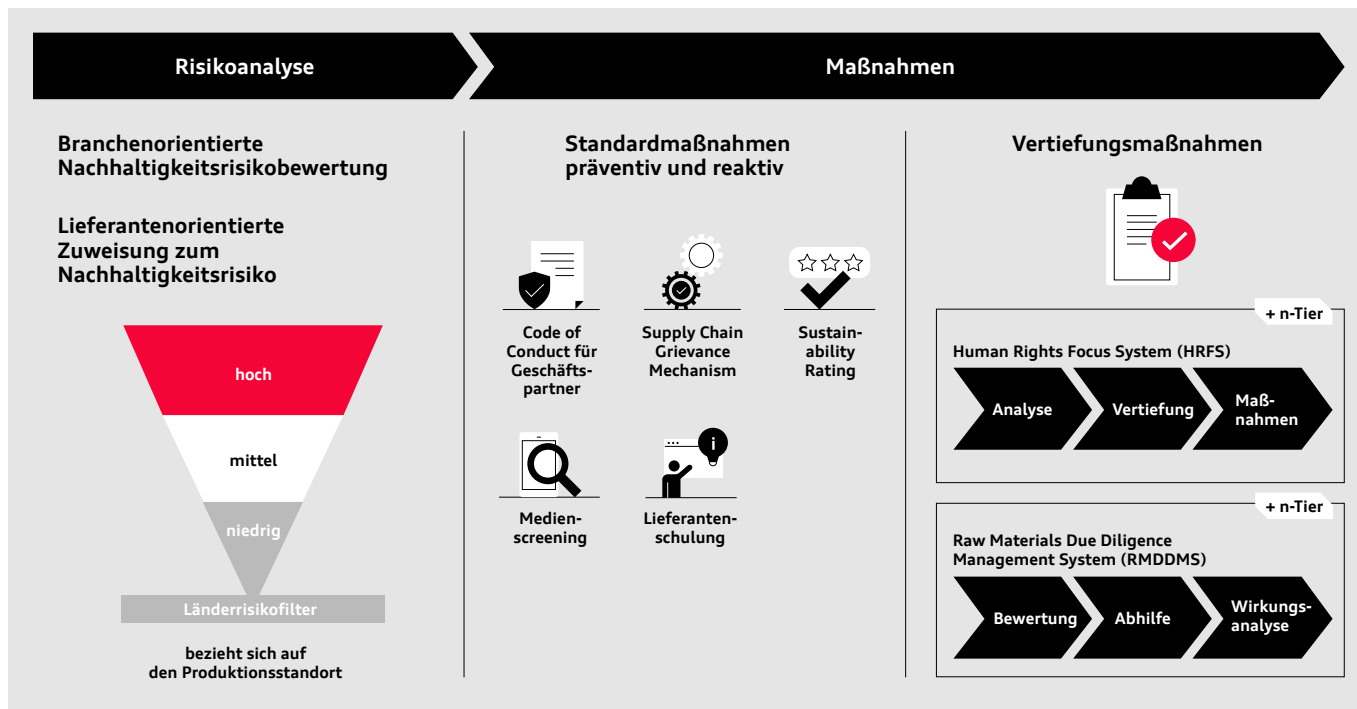 Risikoanalyse
Maßnahmen
Branchenorientierte
Nachhaltigkeitsrisikobewertung
Lieferantenorientierte
Zuweisung zum
Nachhaltigkeitsrisiko
hoch
mittel
niedrig
Länderrisikofilter
bezieht sich auf
den Produktionsstandort
Standardmaßnahmen
präventiv und reaktiv
Code of
Conduct für
Geschäfts-
partner
Supply Chain
Grievance
Mechanism
Sustain-
ability
Rating
i
Medien-
screening
Lieferanten-
schulung
Vertiefungsmaßnahmen
+ n-Tier
Human Rights Focus System (HRFS)
Analyse
Vertiefung
Maß-
nahmen
+ n-Tier
Raw Materials Due Diligence
Management System (RMDDMS)
Bewertung
Abhilfe
Wirkungs-
analyse